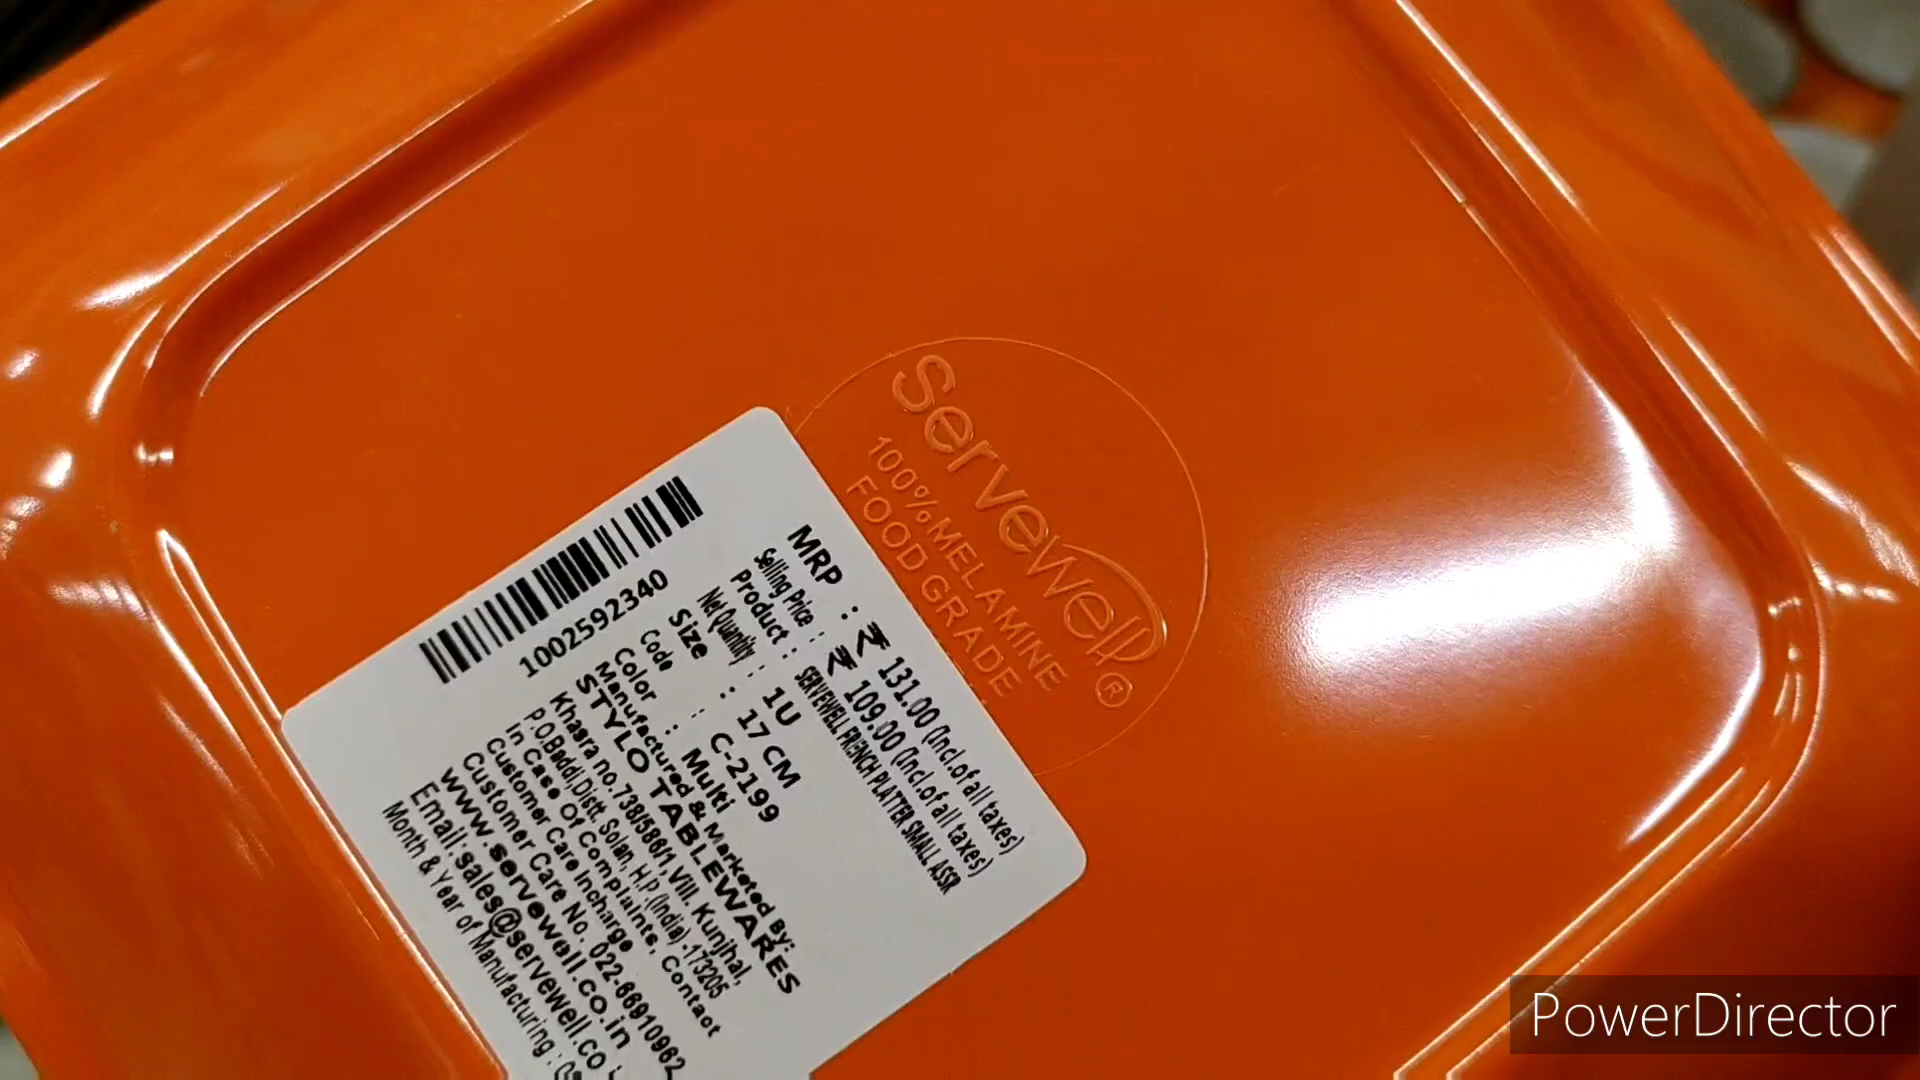 Servewell®
100% MELAMINE
FOOD GRADE
1002592340
MRP : ₹ 131.00 (Incl.of all taxes)
Selling Price : ₹ 109.00 (Incl.of all taxes)
Product : SERVEWELL FRENCH PLATTER SMALL ASSR
Net Quantity : 1U
Size : 17 CM
Code : C-2199
Color : Multi
Manufactured & Marketed By:
STYLO TABLEWARES
Khasra no.738/586/1, Vill. Kunjhal,
P.O.Baddi,Distt. Solan, H.P.(India) -173205
In Case Of Complaints, Contact
Customer Care Incharge
Customer Care No. 022-66910962
www.servewell.co.in
Email:sales@servewell.co
Month & Year of Manufacturing :
PowerDirector